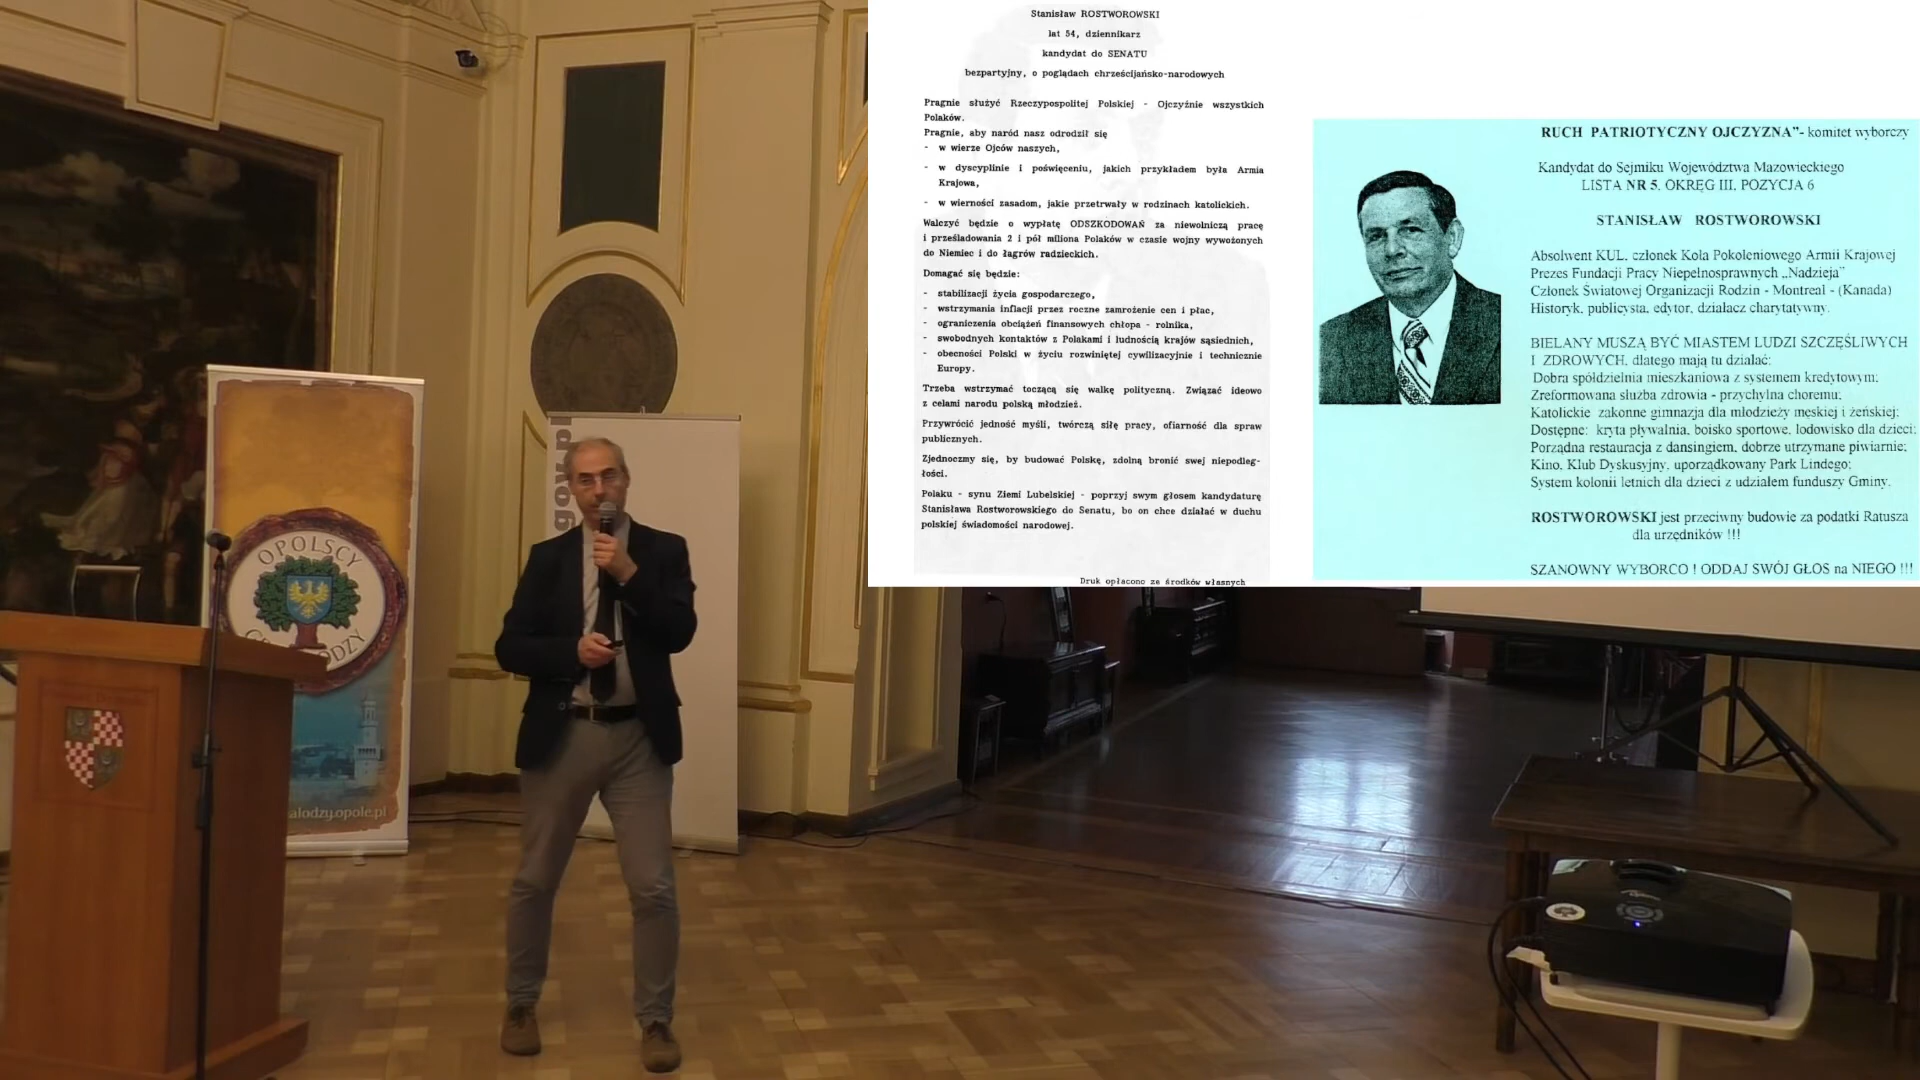 Stanisław ROSTWOROWSKI
lat 54, dziennikarz
kandydat do SENATU
bezpartyjny, o poglądach chrześcijańsko-narodowych
Pragnie służyć Rzeczypospolitej Polskiej - Ojczyźnie wszystkich
Polaków.
Pragnie, aby naród nasz odrodził się
- w wierze Ojców naszych,
- w dyscyplinie i poświęceniu, jakich przykładem była Armia
Krajowa,
- w wierności zasadom, jakie przetrwały w rodzinach katolickich.
Walczyć będzie o wypłatę ODSZKODOWAŃ za niewolniczą pracę
i prześladowania 2 i pół miliona Polaków w czasie wojny wywożonych
do Niemiec i do łagrów radzieckich.
Domagać się będzie:
- stabilizacji życia gospodarczego,
- wstrzymania inflacji przez roczne zamrożenie cen i płac,
- ograniczenia obciążeń finansowych chłopa - rolnika,
- swobodnych kontaktów z Polakami i ludnością krajów sąsiednich,
- obecności Polski w życiu rozwiniętej cywilizacyjnie i technicznie
Europy.
Trzeba wstrzymać toczącą się walkę polityczną. Związać ideowo
z celami narodu polską młodzież.
Przywrócić jedność myśli, twórczą siłę pracy, ofiarność dla spraw
publicznych.
Zjednoczmy się, by budować Polskę, zdolną bronić swej niepodleg-
łości.
Polaku - synu Ziemi Lubelskiej - poprzyj swym głosem kandydaturę
Stanisława Rostworowskiego do Senatu, bo on chce działać w duchu
polskiej świadomości narodowej.
Druk opłacono ze środków własnych
RUCH PATRIOTYCZNY OJCZYZNA"- komitet wyborczy
Kandydat do Sejmiku Województwa Mazowieckiego
LISTA NR 5, OKRĘG III, POZYCJA 6
STANISŁAW ROSTWOROWSKI
Absolwent KUL, członek Koła Pokoleniowego Armii Krajowej
Prezes Fundacji Pracy Niepełnosprawnych „Nadzieja"
Członek Światowej Organizacji Rodzin - Montreal - (Kanada)
Historyk, publicysta, edytor, działacz charytatywny.
BIELANY MUSZĄ BYĆ MIASTEM LUDZI SZCZĘŚLIWYCH
I ZDROWYCH, dlatego mają tu działać:
Dobra spółdzielnia mieszkaniowa z systemem kredytowym;
Zreformowana służba zdrowia - przychylna choremu;
Katolickie zakonne gimnazja dla młodzieży męskiej i żeńskiej;
Dostępne: kryta pływalnia, boisko sportowe, lodowisko dla dzieci;
Porządna restauracja z dansingiem, dobrze utrzymane piwiarnie;
Kino, Klub Dyskusyjny, uporządkowany Park Lindego;
System kolonii letnich dla dzieci z udziałem funduszy Gminy.
ROSTWOROWSKI jest przeciwny budowie za podatki Ratusza
dla urzędników !!!
SZANOWNY WYBORCO ! ODDAJ SWÓJ GŁOS na NIEGO !!!
OPOLSCY
alodzy.opole.pl
gov.pl